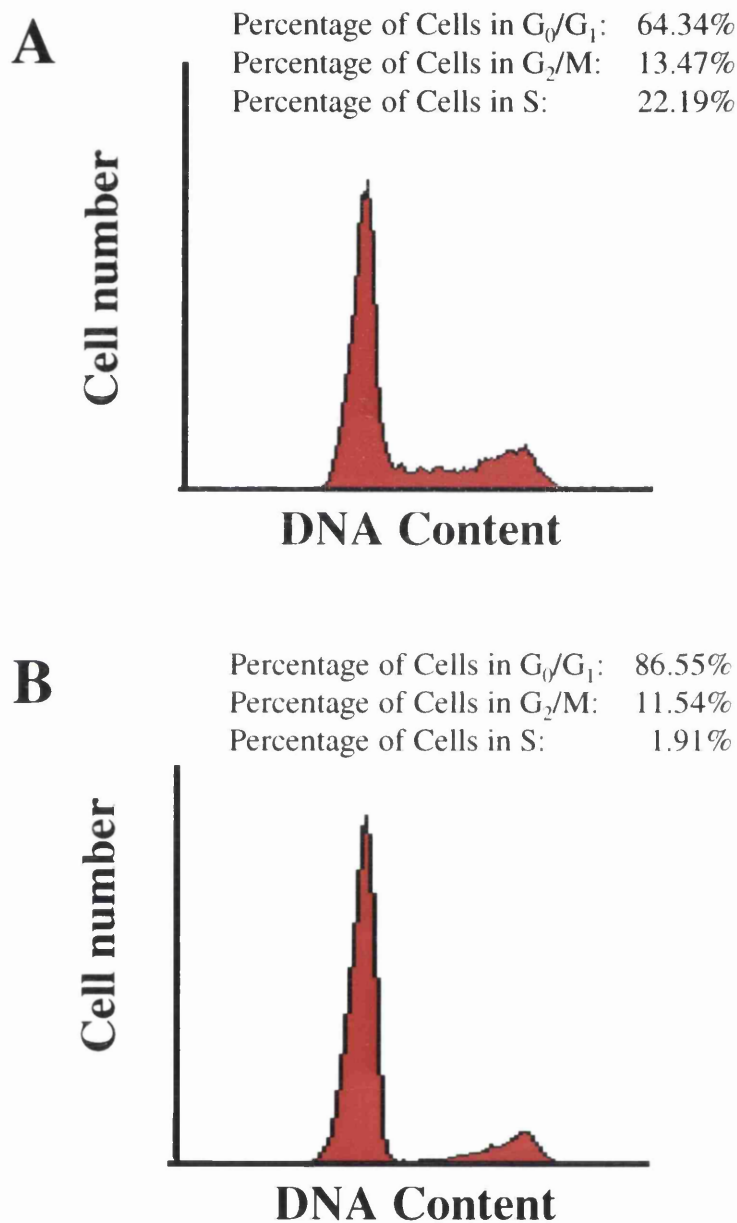 A
Percentage of Cells in G₀/G₁: 64.34%
Percentage of Cells in G₂/M: 13.47%
Percentage of Cells in S: 22.19%
Cell number
DNA Content
B
Percentage of Cells in G₀/G₁: 86.55%
Percentage of Cells in G₂/M: 11.54%
Percentage of Cells in S: 1.91%
Cell number
DNA Content